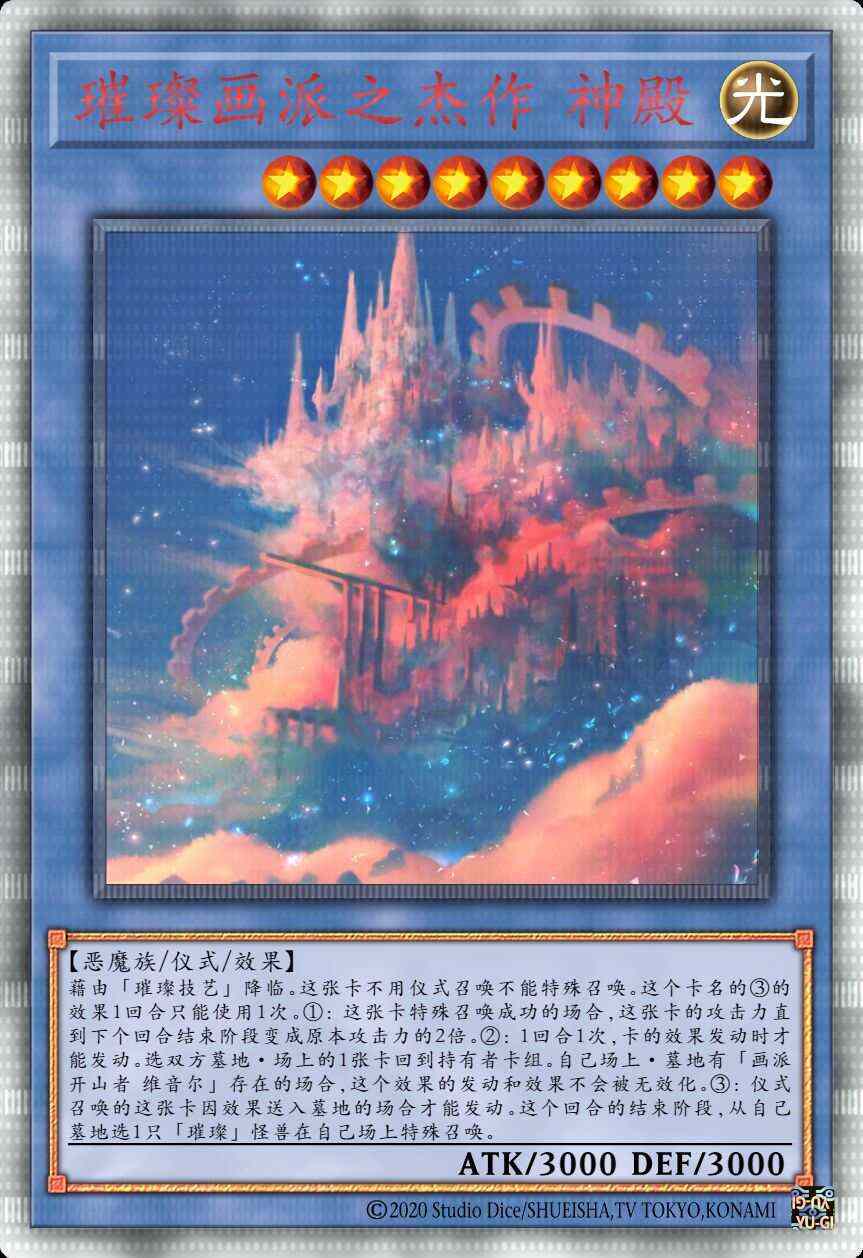 璀璨画派之杰作 神殿 光
【恶魔族/仪式/效果】
藉由「璀璨技艺」降临。这张卡不用仪式召唤不能特殊召唤。这个卡名的③的
效果1回合只能使用1次。①：这张卡特殊召唤成功的场合，这张卡的攻击力直
到下个回合结束阶段变成原本攻击力的2倍。②：1回合1次，卡的效果发动时才
能发动。选双方墓地・场上的1张卡回到持有者卡组。自己场上・墓地有「画派
开山者 维音尔」存在的场合，这个效果的发动和效果不会被无效化。③：仪式
召唤的这张卡因效果送入墓地的场合才能发动。这个回合的结束阶段，从自己
墓地选1只「璀璨」怪兽在自己场上特殊召唤。
ATK/3000 DEF/3000
©2020 Studio Dice/SHUEISHA,TV TOKYO,KONAMI
YU-GI